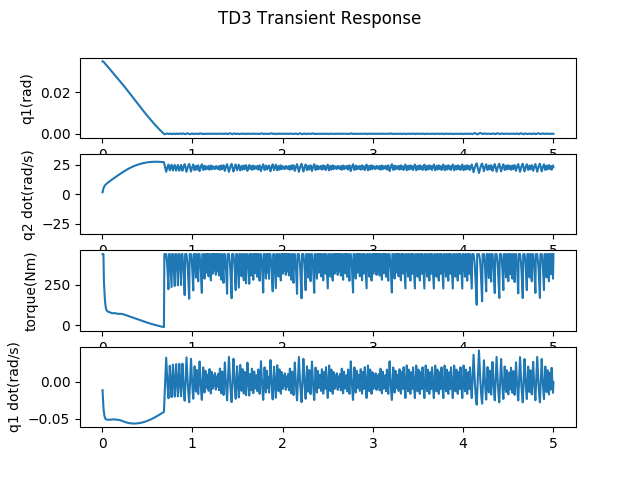 TD3 Transient Response
q1(rad)
0.02
0.00
0 1 2 3 4 5
q2 dot(rad/s)
25
0
−25
0 1 2 3 4 5
torque(Nm)
250
0
0 1 2 3 4 5
q1 dot(rad/s)
0.00
−0.05
0 1 2 3 4 5